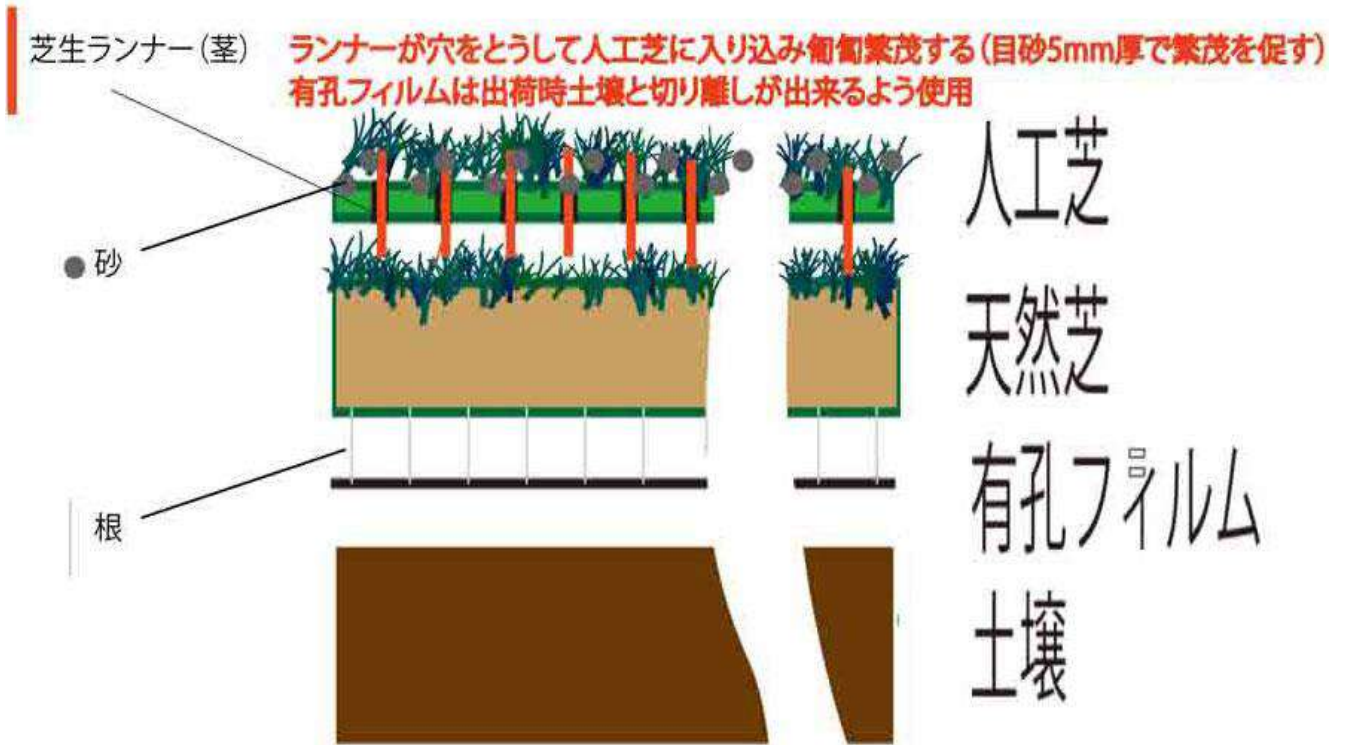 芝生ランナー(茎)
ランナーが穴をとうして人工芝に入り込み匍匐繁茂する(目砂5mm厚で繁茂を促す)
有孔フィルムは出荷時土壌と切り離しが出来るよう使用
人工芝
砂
天然芝
有孔フィルム
根
土壌